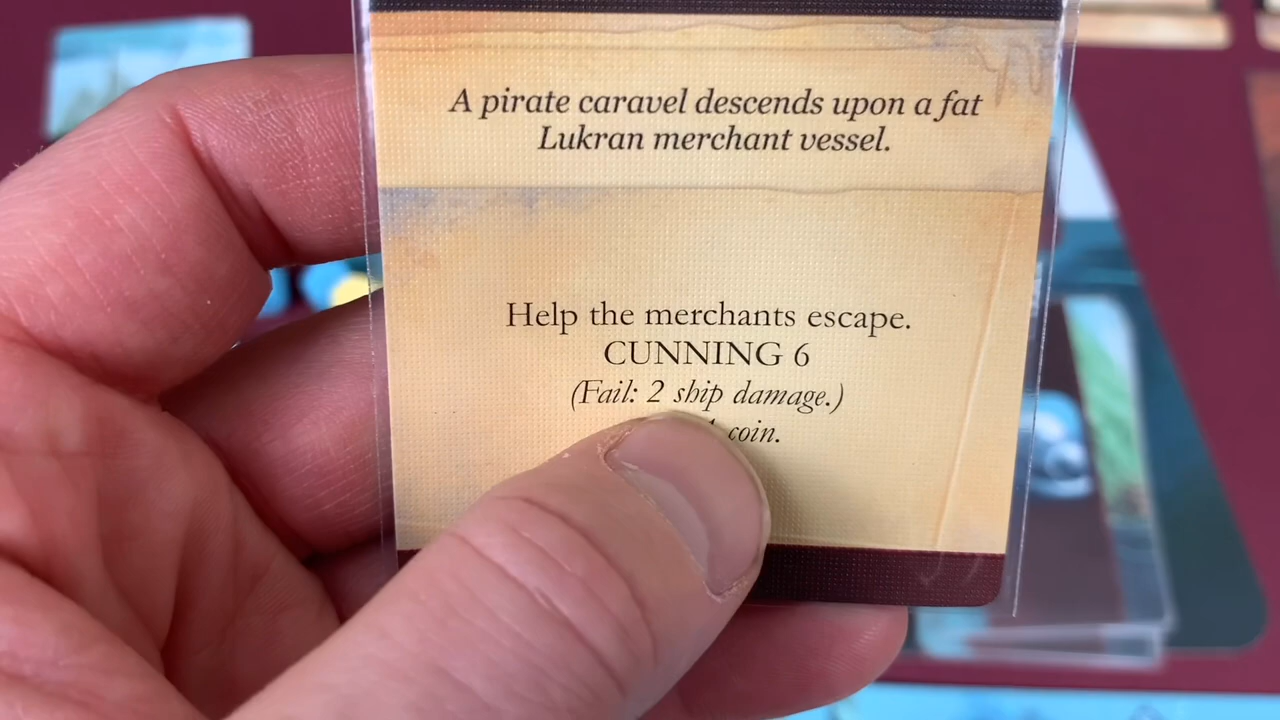 A pirate caravel descends upon a fat
Lukran merchant vessel.
Help the merchants escape.
CUNNING 6
(Fail: 2 ship damage.)
coin.